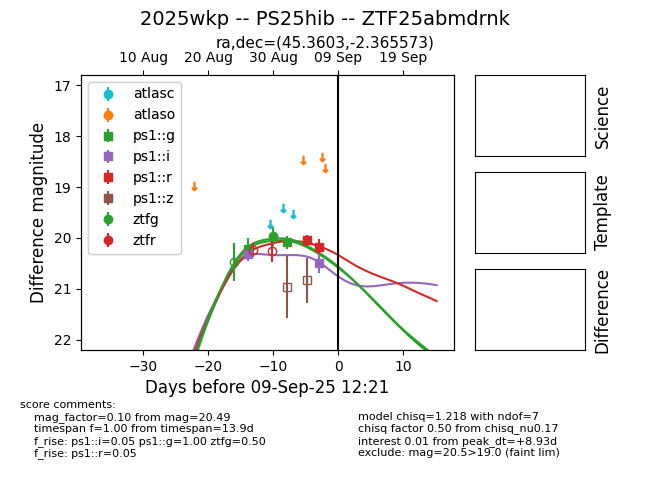 2025wkp -- PS25hib -- ZTF25abmdrnk
ra,dec=(45.3603,-2.365573)
10 Aug 20 Aug 30 Aug 09 Sep 19 Sep
17
18
19
20
21
22
Difference magnitude
atlasc
atlaso
ps1::g
ps1::i
ps1::r
ps1::z
ztfg
ztfr
−30 −20 −10 0 10
Days before 09-Sep-25 12:21
Science
Template
Difference
score comments:
mag_factor=0.10 from mag=20.49
timespan f=1.00 from timespan=13.9d
f_rise: ps1::i=0.05 ps1::g=1.00 ztfg=0.50
f_rise: ps1::r=0.05
model chisq=1.218 with ndof=7
chisq factor 0.50 from chisq_nu0.17
interest 0.01 from peak_dt=+8.93d
exclude: mag=20.5>19.0 (faint lim)